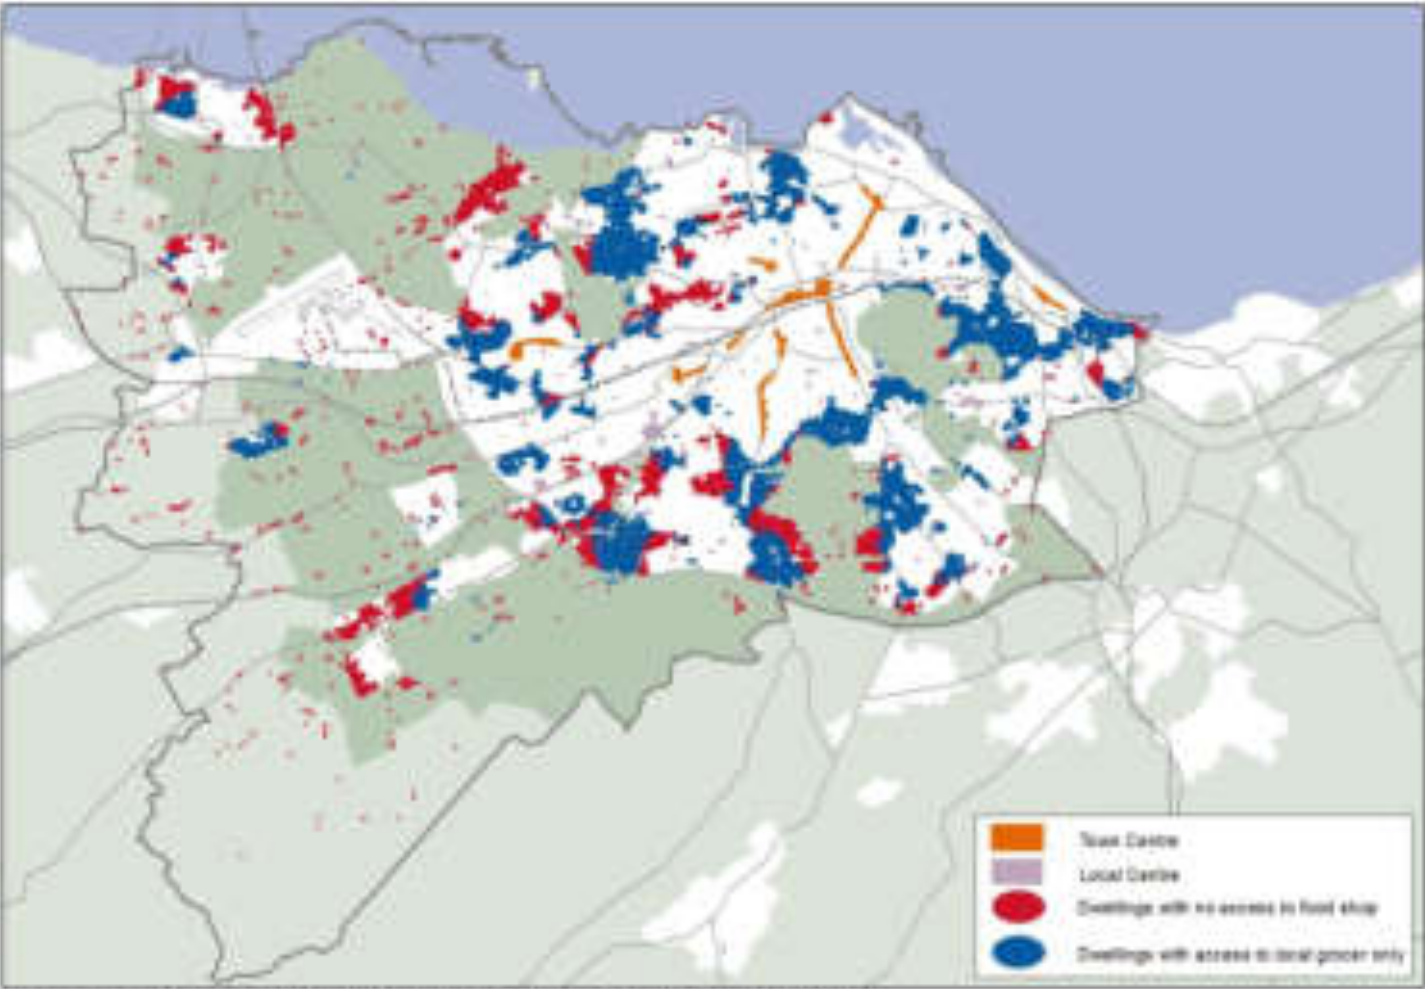 Town Centre
Local Centre
Dwellings with no access to food shop
Dwellings with access to local grocer only